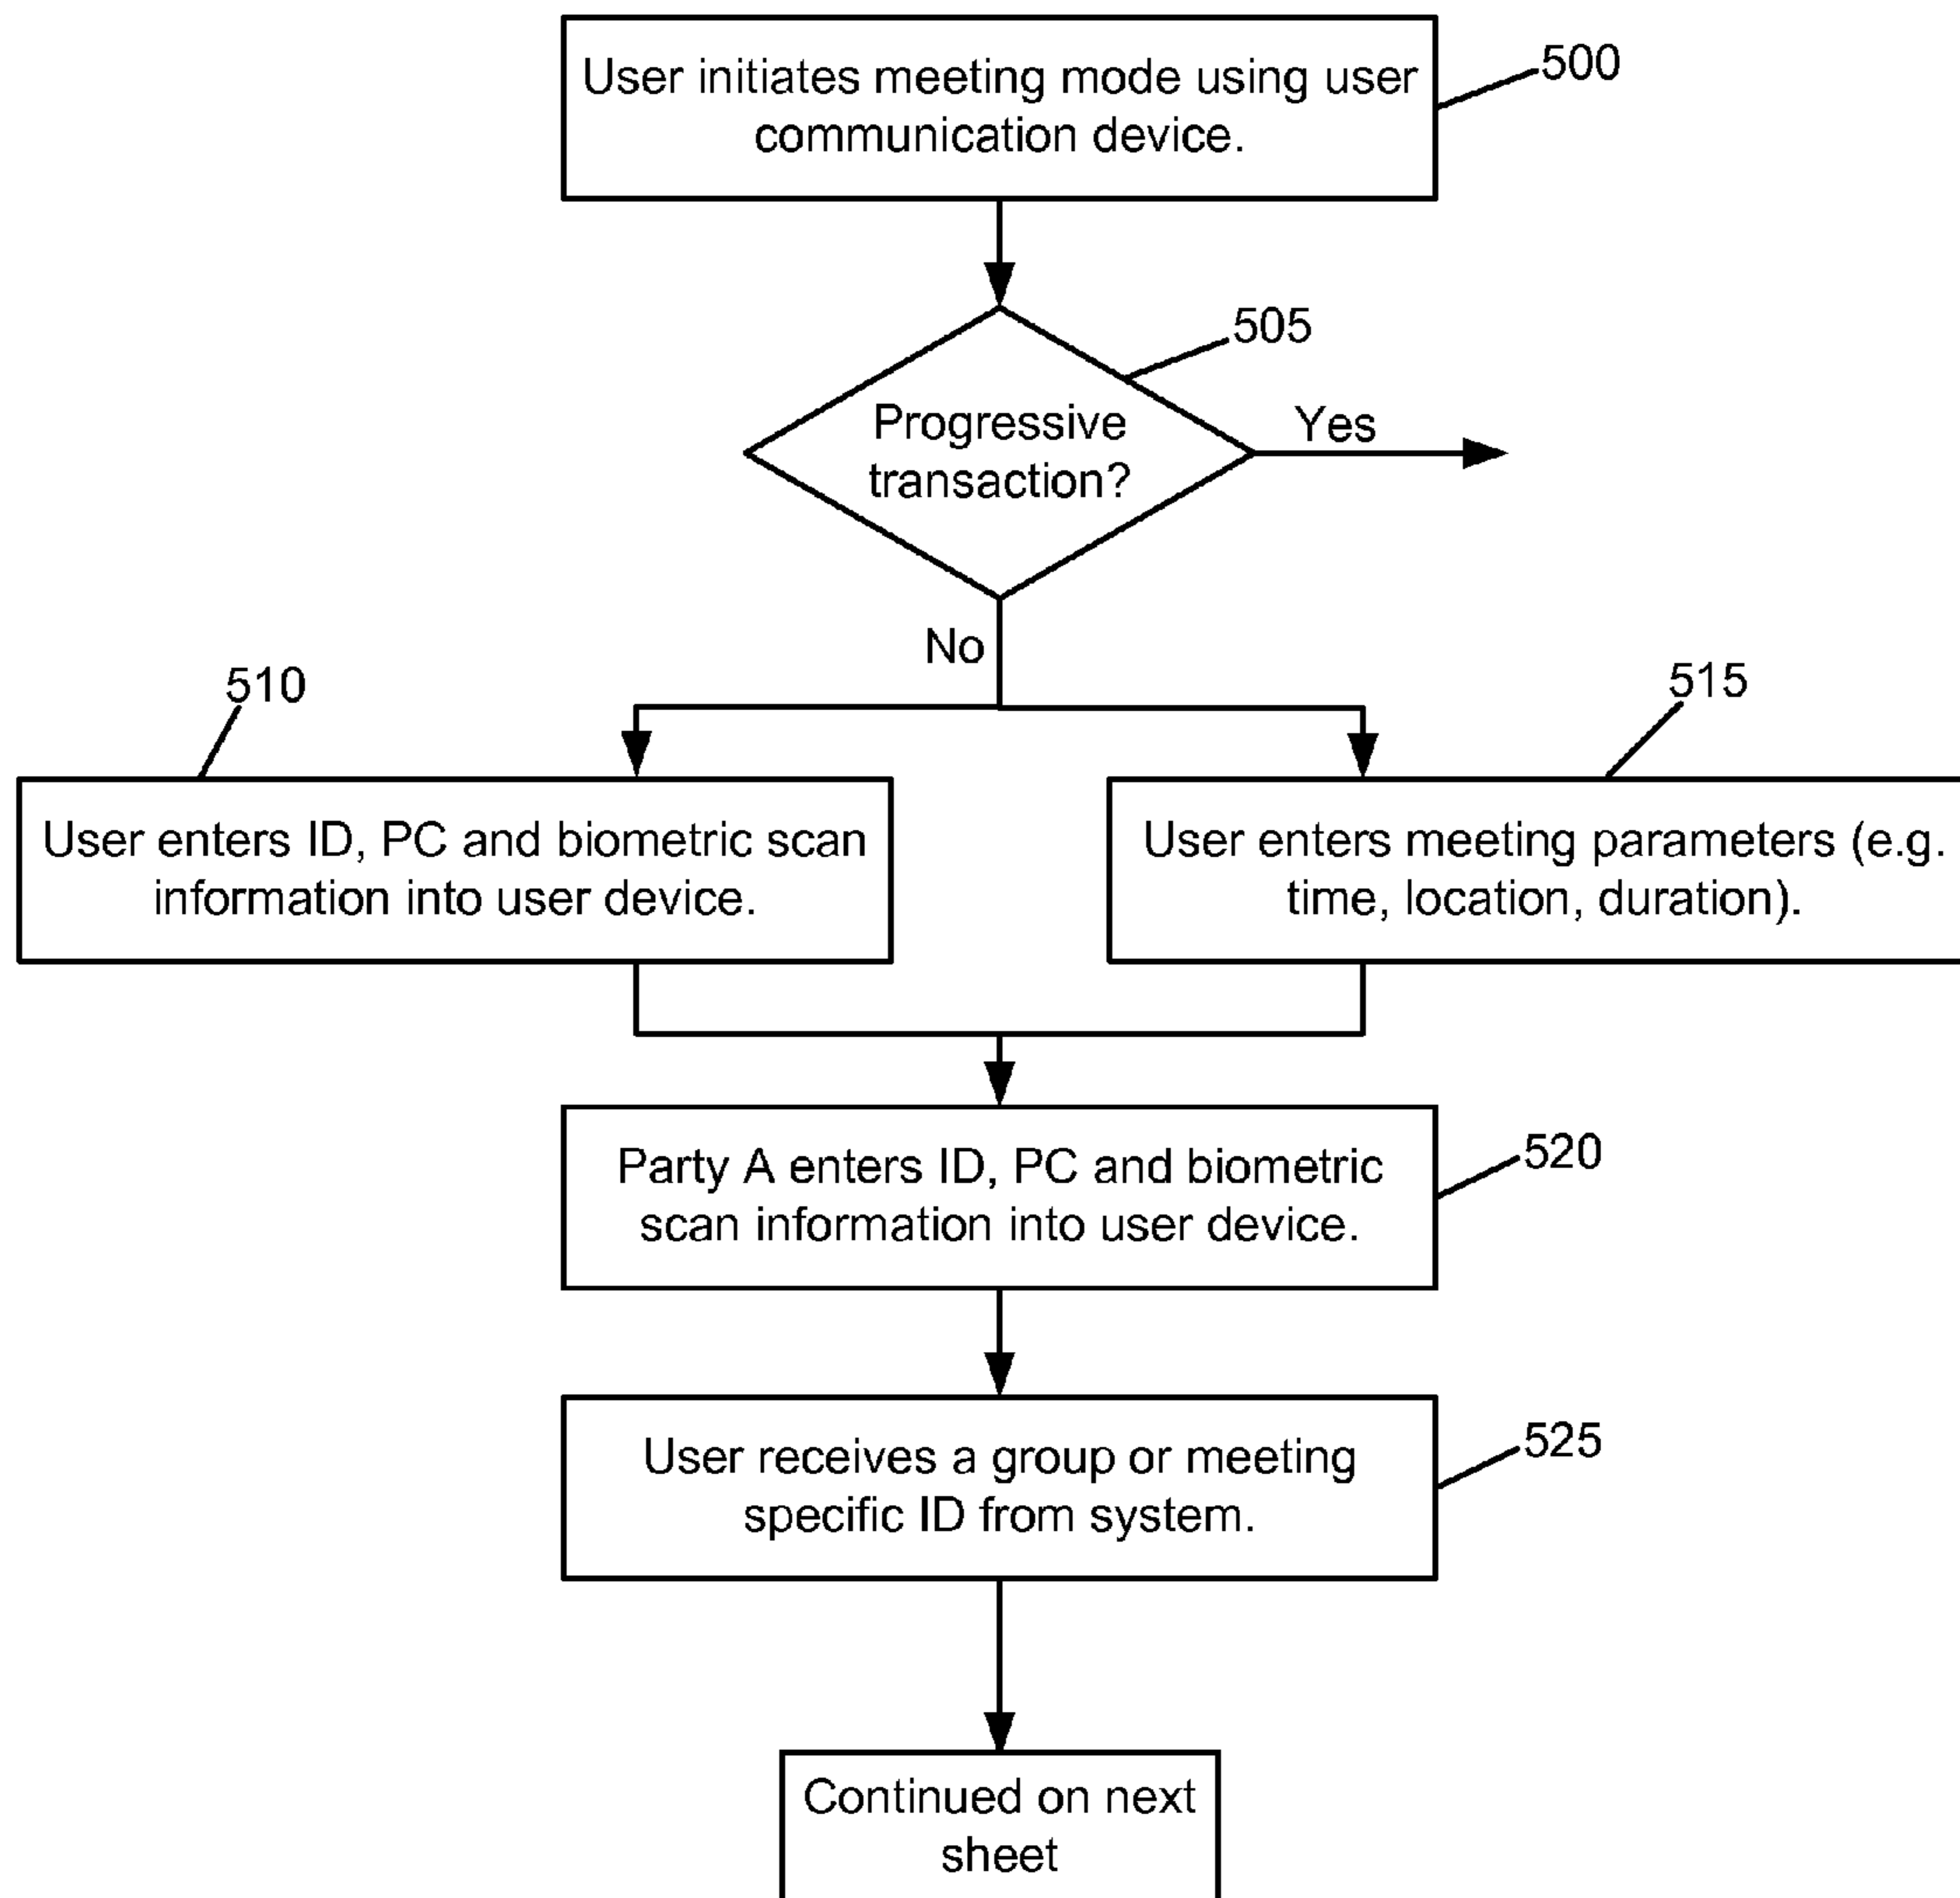 User initiates meeting mode using user
communication device.
500
505
Progressive
transaction?
Yes
No
510
515
User enters ID, PC and biometric scan
information into user device.
User enters meeting parameters (e.g.
time, location, duration).
Party A enters ID, PC and biometric
scan information into user device.
520
User receives a group or meeting
specific ID from system.
525
Continued on next
sheet